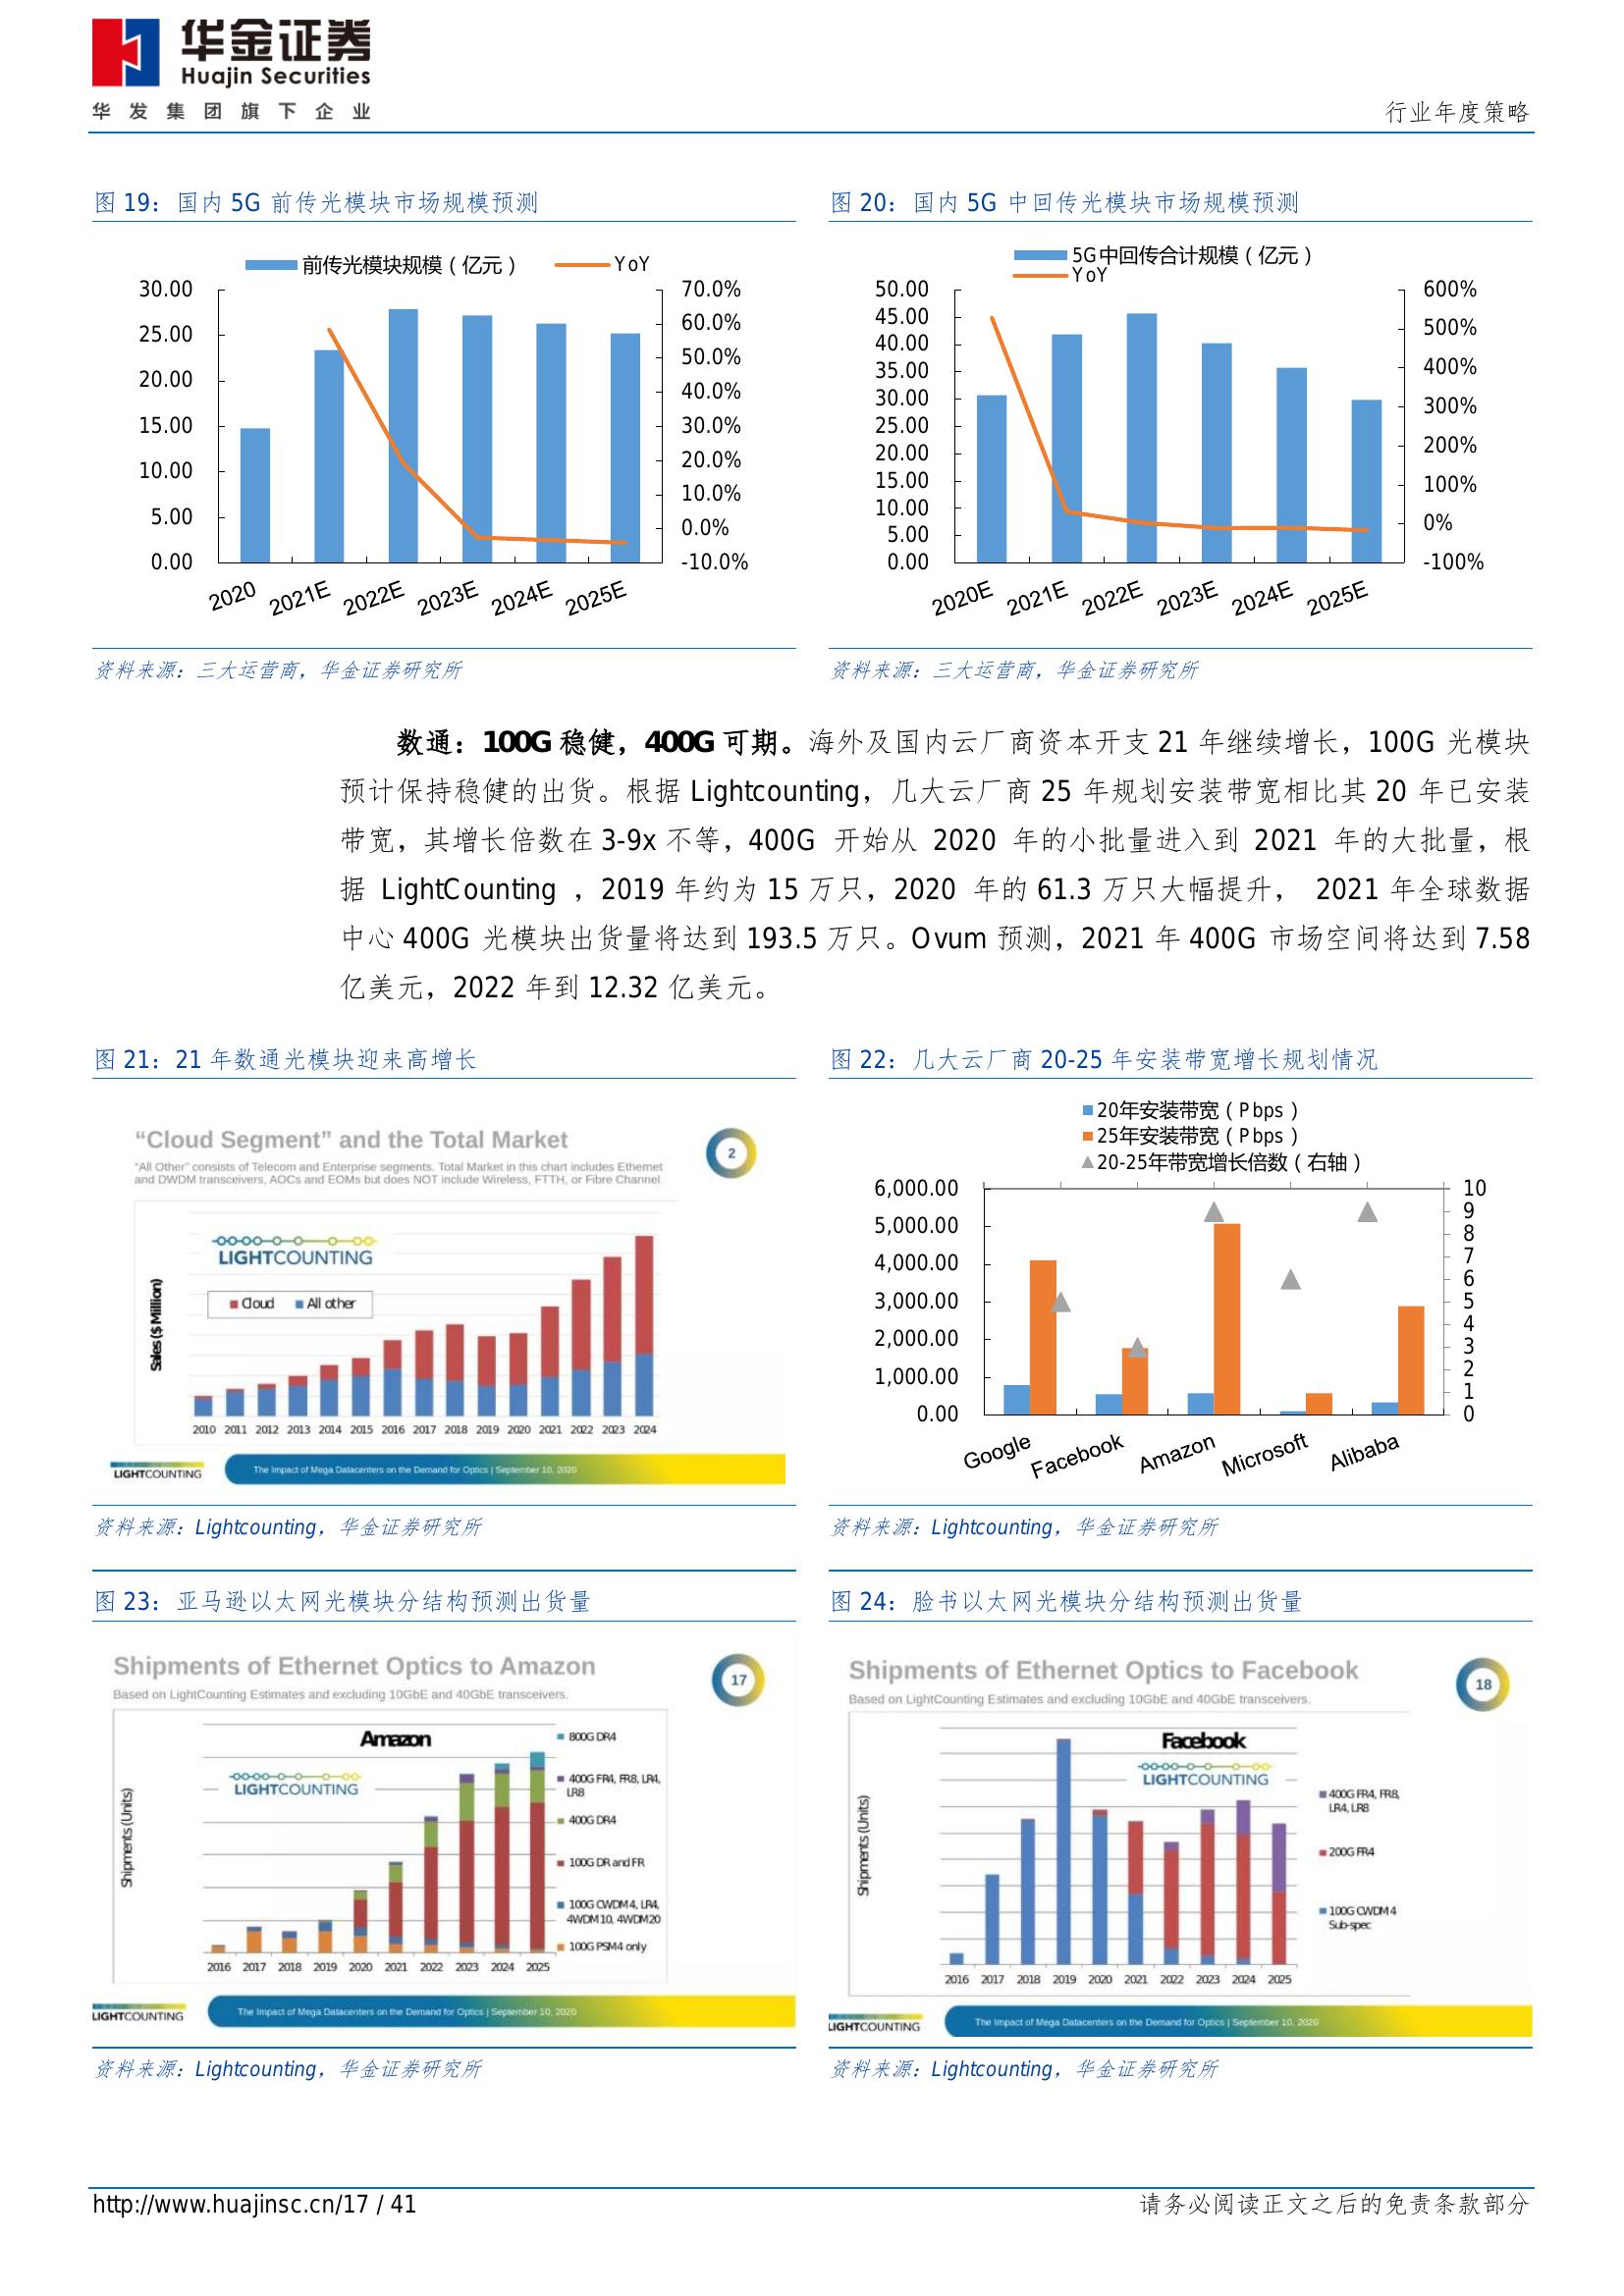 华金证券
Huajin Securities
华发集团旗下企业
行业年度策略
图 19：国内 5G 前传光模块市场规模预测
前传光模块规模（亿元）
YoY
30.00
25.00
20.00
15.00
10.00
5.00
0.00
70.0%
60.0%
50.0%
40.0%
30.0%
20.0%
10.0%
0.0%
-10.0%
2020
2021E
2022E
2023E
2024E
2025E
资料来源：三大运营商，华金证券研究所
图 20：国内 5G 中回传光模块市场规模预测
5G中回传合计规模（亿元）
YoY
50.00
45.00
40.00
35.00
30.00
25.00
20.00
15.00
10.00
5.00
0.00
600%
500%
400%
300%
200%
100%
0%
-100%
2020E
2021E
2022E
2023E
2024E
2025E
资料来源：三大运营商，华金证券研究所
数通：100G 稳健，400G 可期。海外及国内云厂商资本开支 21 年继续增长，100G 光模块
预计保持稳健的出货。根据 Lightcounting，几大云厂商 25 年规划安装带宽相比其 20 年已安装
带宽，其增长倍数在 3-9x 不等，400G 开始从 2020 年的小批量进入到 2021 年的大批量，根
据 LightCounting ，2019 年约为 15 万只，2020 年的 61.3 万只大幅提升， 2021 年全球数据
中心 400G 光模块出货量将达到 193.5 万只。Ovum 预测，2021 年 400G 市场空间将达到 7.58
亿美元，2022 年到 12.32 亿美元。
图 21：21 年数通光模块迎来高增长
“Cloud Segment” and the Total Market
2
“All Other” consists of Telecom and Enterprise segments. Total Market in this chart includes Ethernet
and DWDM transceivers, AOCs and EOMs but does NOT include Wireless, FTTH, or Fibre Channel.
LIGHTCOUNTING
Cloud
All other
Sales ($ Million)
2010 2011 2012 2013 2014 2015 2016 2017 2018 2019 2020 2021 2022 2023 2024
LIGHTCOUNTING
The Impact of Mega Datacenters on the Demand for Optics | September 10, 2020
资料来源：Lightcounting，华金证券研究所
图 22：几大云厂商 20-25 年安装带宽增长规划情况
20年安装带宽（Pbps）
25年安装带宽（Pbps）
20-25年带宽增长倍数（右轴）
6,000.00
5,000.00
4,000.00
3,000.00
2,000.00
1,000.00
0.00
10
9
8
7
6
5
4
3
2
1
0
Google
Facebook
Amazon
Microsoft
Alibaba
资料来源：Lightcounting，华金证券研究所
图 23：亚马逊以太网光模块分结构预测出货量
Shipments of Ethernet Optics to Amazon
17
Based on LightCounting Estimates and excluding 10GbE and 40GbE transceivers.
Amazon
LIGHTCOUNTING
Shipments (Units)
800G DR4
400G FR4, FR8, LR4,
LR8
400G DR4
100G DR and FR
100G CWDM4, LR4,
4WDM10, 4WDM20
100G PSM4 only
2016 2017 2018 2019 2020 2021 2022 2023 2024 2025
LIGHTCOUNTING
The Impact of Mega Datacenters on the Demand for Optics | September 10, 2020
资料来源：Lightcounting，华金证券研究所
图 24：脸书以太网光模块分结构预测出货量
Shipments of Ethernet Optics to Facebook
18
Based on LightCounting Estimates and excluding 10GbE and 40GbE transceivers.
Facebook
LIGHTCOUNTING
Shipments (Units)
400G FR4, FR8,
LR4, LR8
200G FR4
100G CWDM4
Sub-spec
2016 2017 2018 2019 2020 2021 2022 2023 2024 2025
LIGHTCOUNTING
The Impact of Mega Datacenters on the Demand for Optics | September 10, 2020
资料来源：Lightcounting，华金证券研究所
http://www.huajinsc.cn/17 / 41
请务必阅读正文之后的免责条款部分